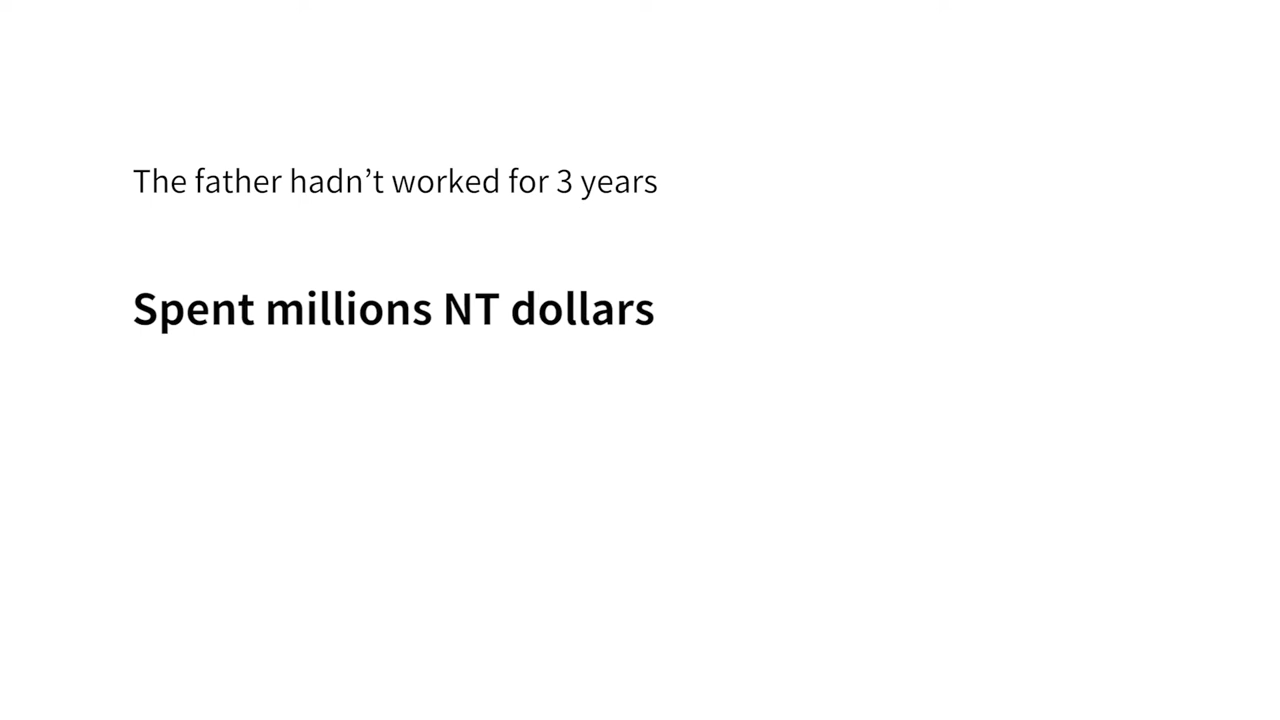 The father hadn’t worked for 3 years
Spent millions NT dollars